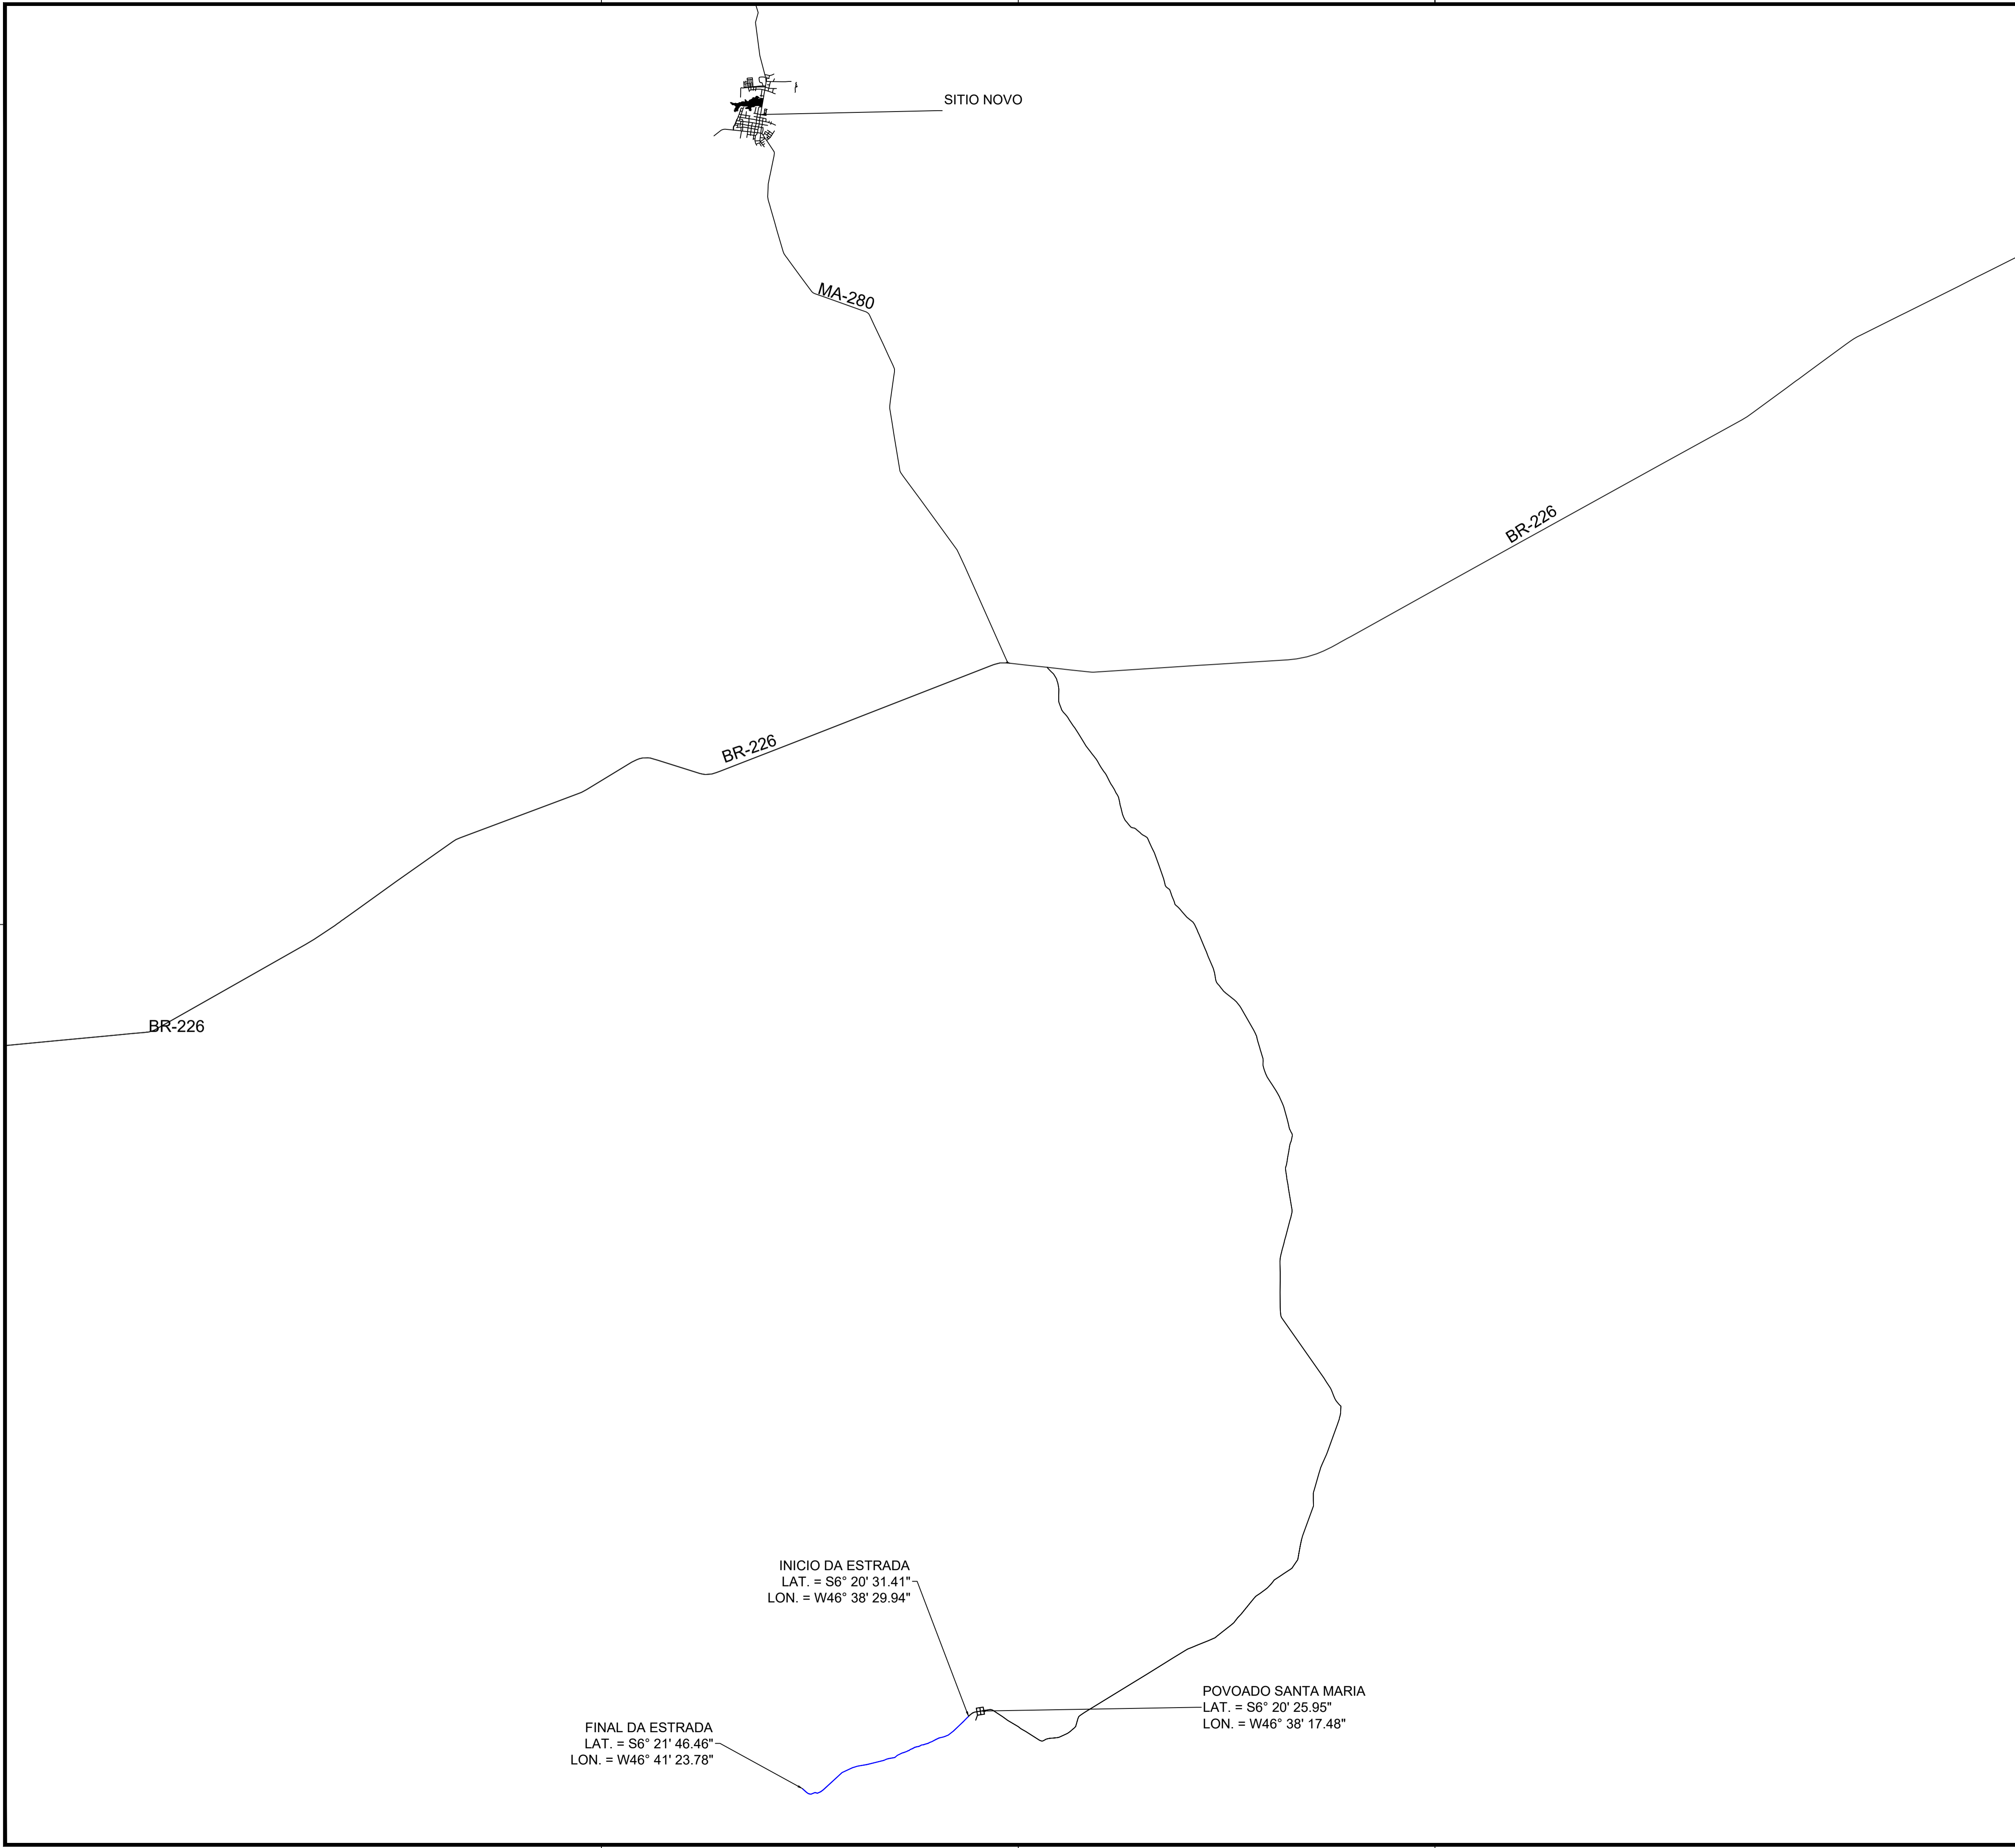 SITIO NOVO
MA-280
BR-226
BR-226
BR-226
INICIO DA ESTRADA
LAT. = S6° 20' 31.41"
LON. = W46° 38' 29.94"
POVOADO SANTA MARIA
LAT. = S6° 20' 25.95"
LON. = W46° 38' 17.48"
FINAL DA ESTRADA
LAT. = S6° 21' 46.46"
LON. = W46° 41' 23.78"